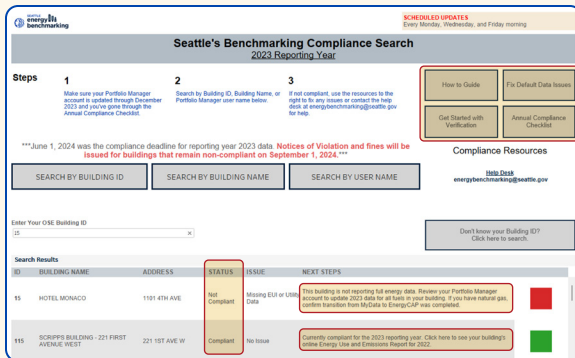 SEATTLE
energy
benchmarking
SCHEDULED UPDATES
Every Monday, Wednesday, and Friday morning
Seattle's Benchmarking Compliance Search
2023 Reporting Year
Steps
1
Make sure your Portfolio Manager
account is updated through December
2023 and you've gone through the
Annual Compliance Checklist.
2
Search by Building ID, Building Name, or
Portfolio Manager user name below.
3
If not compliant, use the resources to the
right to fix any issues or contact the help
desk at energybenchmarking@seattle.gov
for help.
How to Guide
Fix Default Data Issues
Get Started with
Verification
Annual Compliance
Checklist
***June 1, 2024 was the compliance deadline for reporting year 2023 data. Notices of Violation and fines will be
issued for buildings that remain non-compliant on September 1, 2024.***
Compliance Resources
Help Desk
energybenchmarking@seattle.gov
SEARCH BY BUILDING ID
SEARCH BY BUILDING NAME
SEARCH BY USER NAME
Enter Your OSE Building ID
15
×
Don't know your Building ID?
Click here to search.
Search Results
ID BUILDING NAME ADDRESS STATUS ISSUE NEXT STEPS
15 HOTEL MONACO 1101 4TH AVE
Not
Compliant
Missing EUI or Utility
Data
This building is not reporting full energy data. Review your Portfolio Manager
account to update 2023 data for all fuels in your building. If you have natural gas,
confirm transition from MyData to EnergyCAP was completed.
115
SCRIPPS BUILDING - 221 FIRST
AVENUE WEST
221 1ST AVE W
Compliant
No Issue
Currently compliant for the 2023 reporting year. Click here to see your building's
online Energy Use and Emissions Report for 2022.